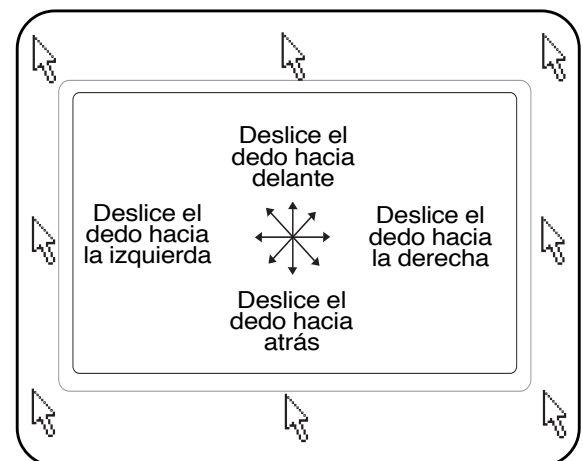 Deslice el
dedo hacia
delante
Deslice el
dedo hacia
la izquierda
Deslice el
dedo hacia
la derecha
Deslice el
dedo hacia
atrás